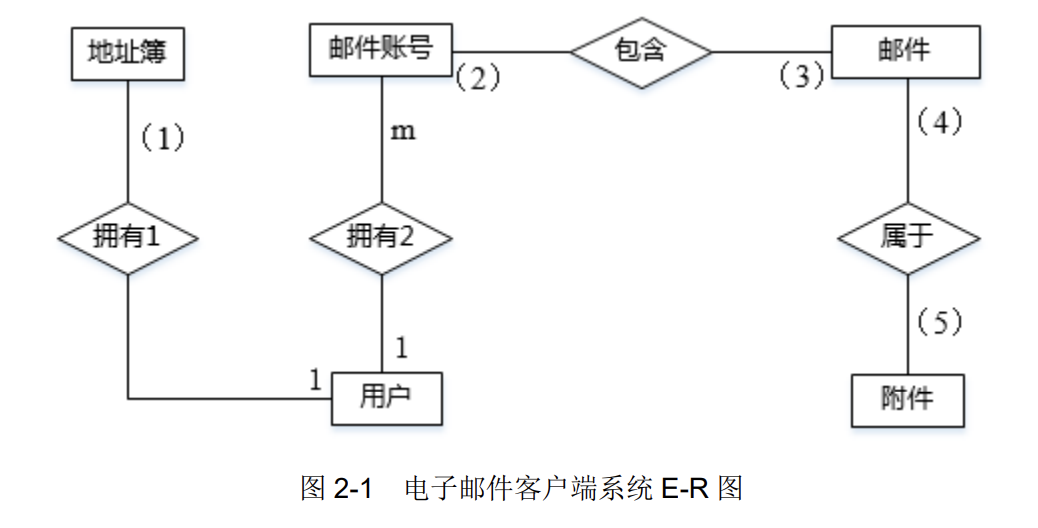 地址簿
邮件账号
包含
邮件
(1)
(2)
(3)
(4)
m
拥有1
拥有2
属于
(5)
1
1
用户
附件
图 2-1 电子邮件客户端系统 E-R 图